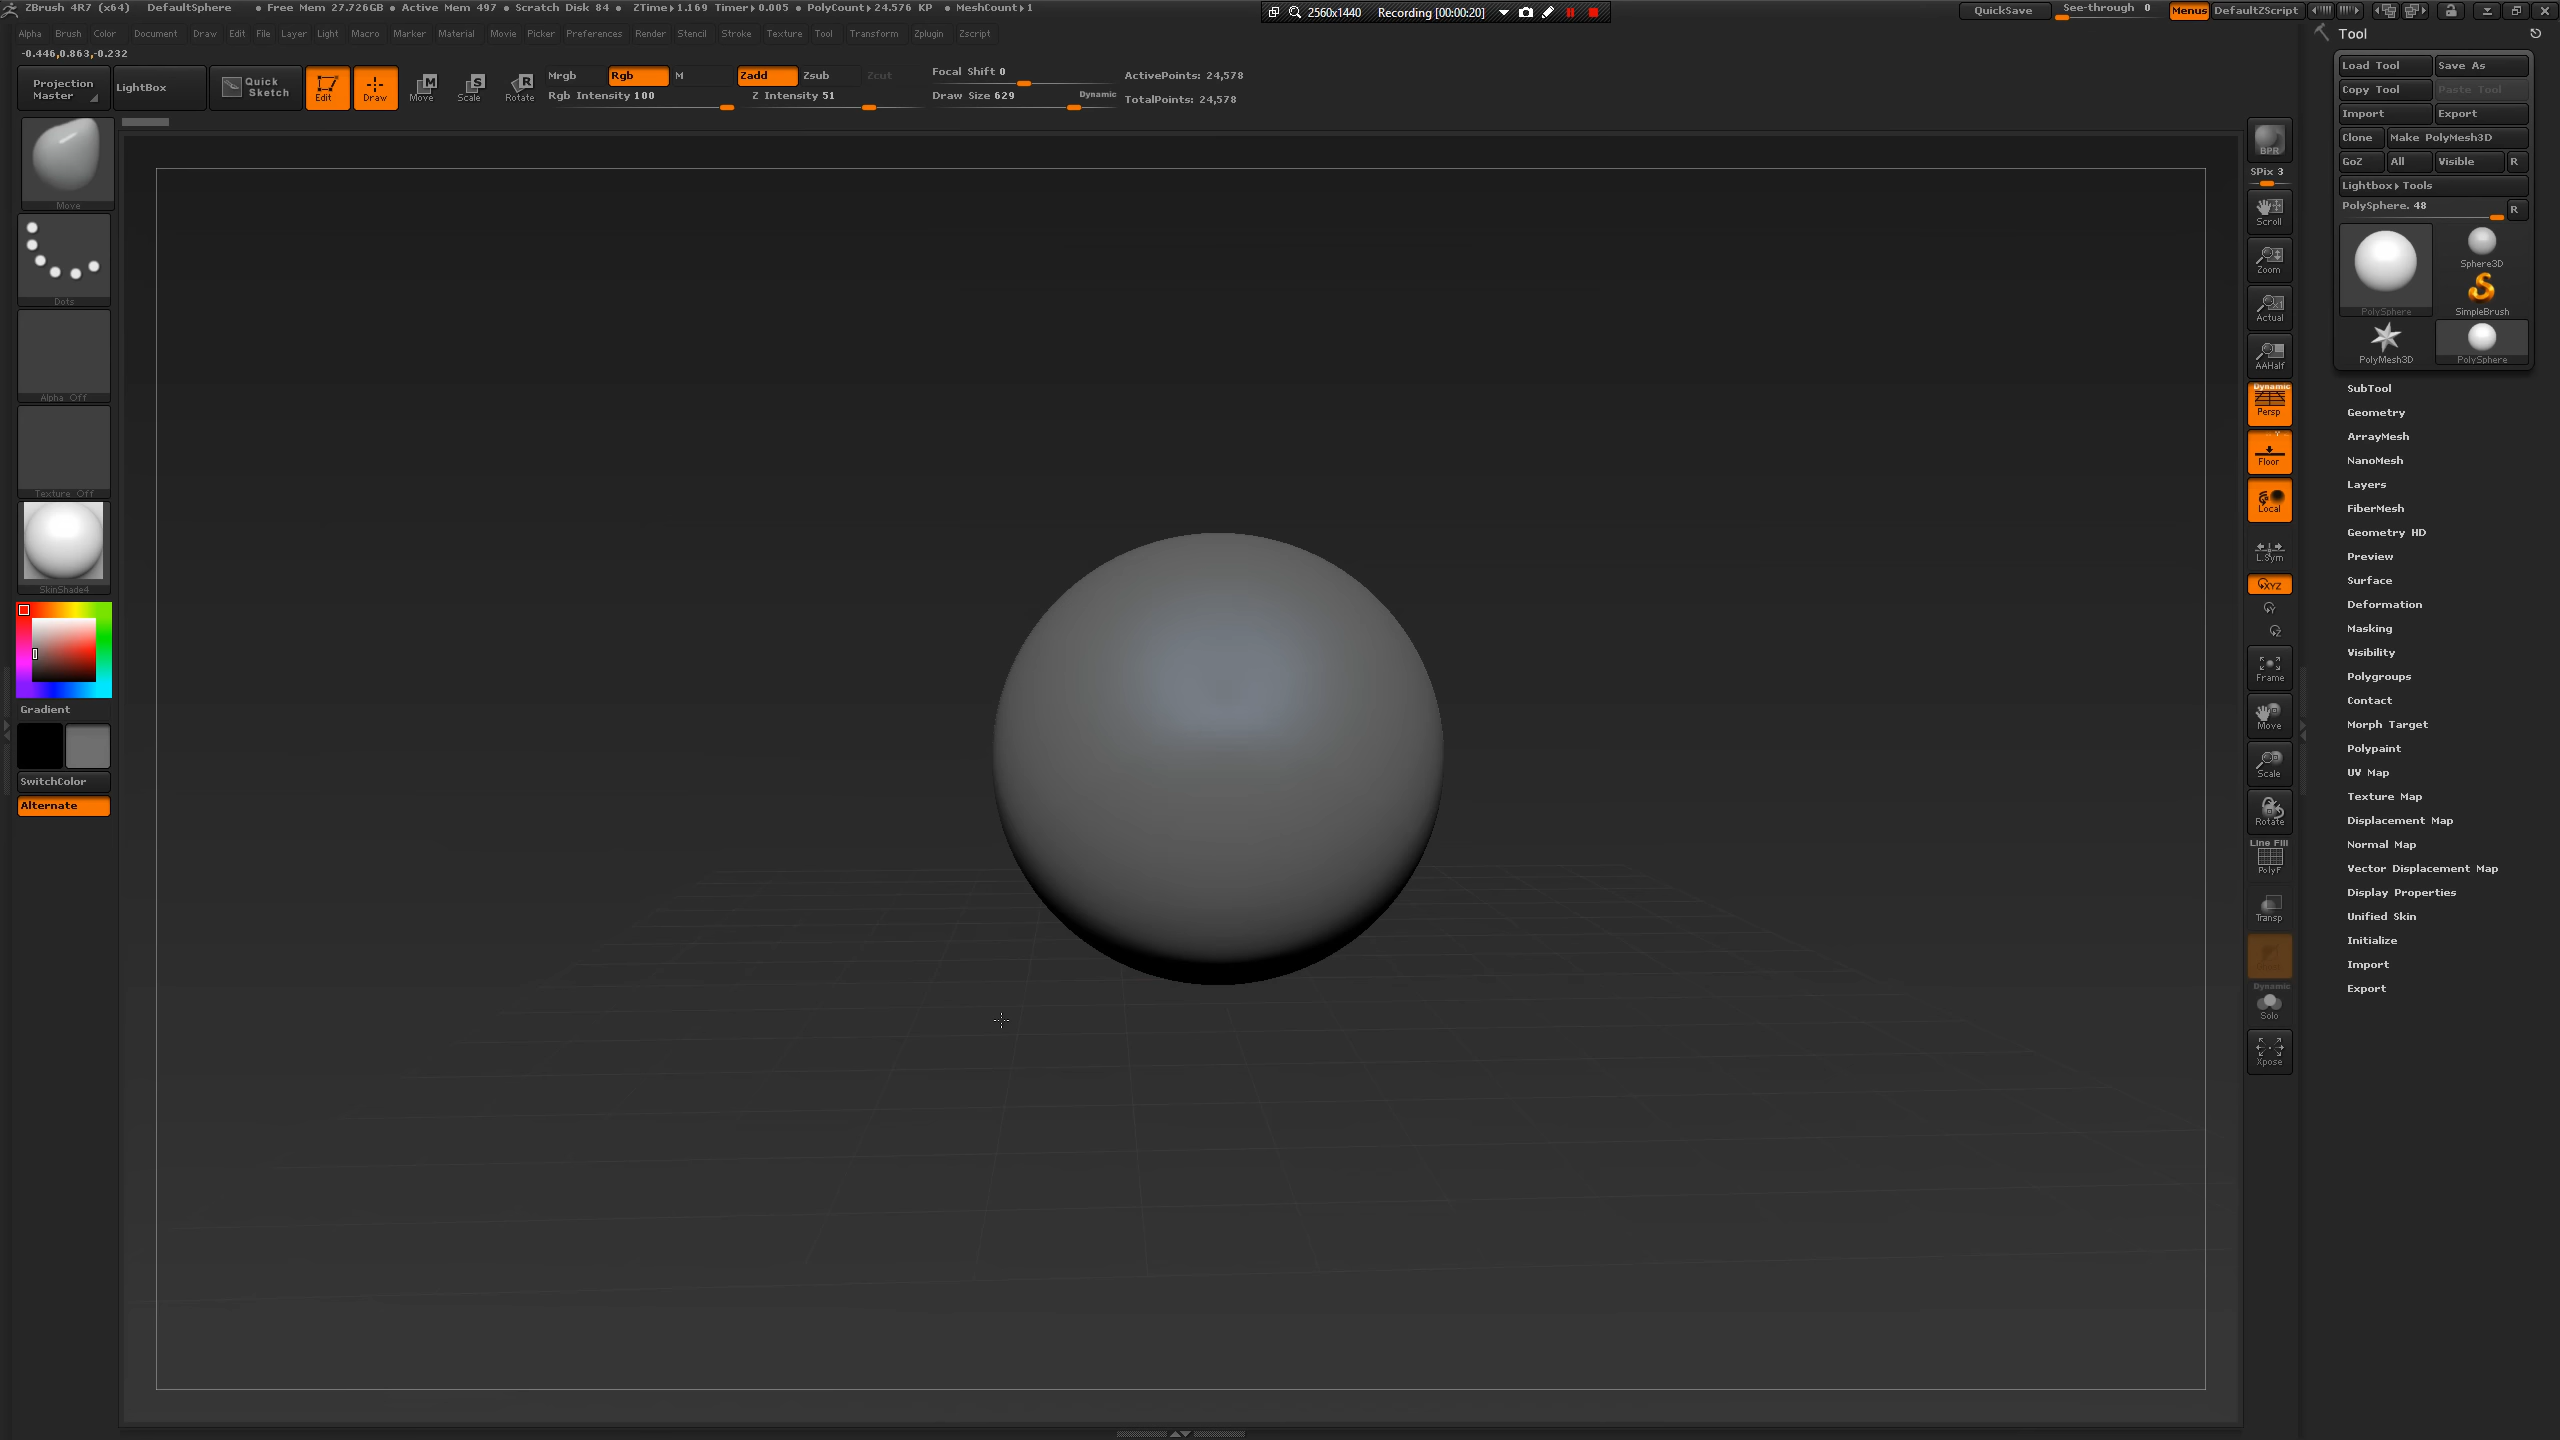 ZBrush 4R7 (x64) DefaultSphere • Free Mem 27.726GB • Active Mem 497 • Scratch Disk 84 • ZTime▸1.169 Timer▸0.005 • PolyCount▸24.576 KP • MeshCount▸1
2560x1440 Recording [00:00:20]
QuickSave See-through 0 Menus DefaultZScript
Alpha Brush Color Document Draw Edit File Layer Light Macro Marker Material Movie Picker Preferences Render Stencil Stroke Texture Tool Transform Zplugin Zscript
-0.446,0.863,-0.232
Projection Master
LightBox
Quick Sketch
Edit
Draw
Move
Scale
Rotate
Mrgb Rgb M
Rgb Intensity 100
Zadd Zsub Zcut
Z Intensity 51
Focal Shift 0
Draw Size 629 Dynamic
ActivePoints: 24,578
TotalPoints: 24,578
Move
Dots
Alpha Off
Texture Off
SkinShade4
Gradient
SwitchColor
Alternate
BPR
SPix 3
Scroll
Zoom
Actual
AAHalf
Dynamic
Persp
Floor
Local
L.Sym
XYZ
Y
Z
Frame
Move
Scale
Rotate
Line Fill
PolyF
Transp
Dynamic
Solo
Xpose
Tool
Load Tool Save As
Copy Tool Paste Tool
Import Export
Clone Make PolyMesh3D
GoZ All Visible R
Lightbox▸Tools
PolySphere. 48 R
PolySphere
Sphere3D
SimpleBrush
PolyMesh3D
PolySphere
SubTool
Geometry
ArrayMesh
NanoMesh
Layers
FiberMesh
Geometry HD
Preview
Surface
Deformation
Masking
Visibility
Polygroups
Contact
Morph Target
Polypaint
UV Map
Texture Map
Displacement Map
Normal Map
Vector Displacement Map
Display Properties
Unified Skin
Initialize
Import
Export